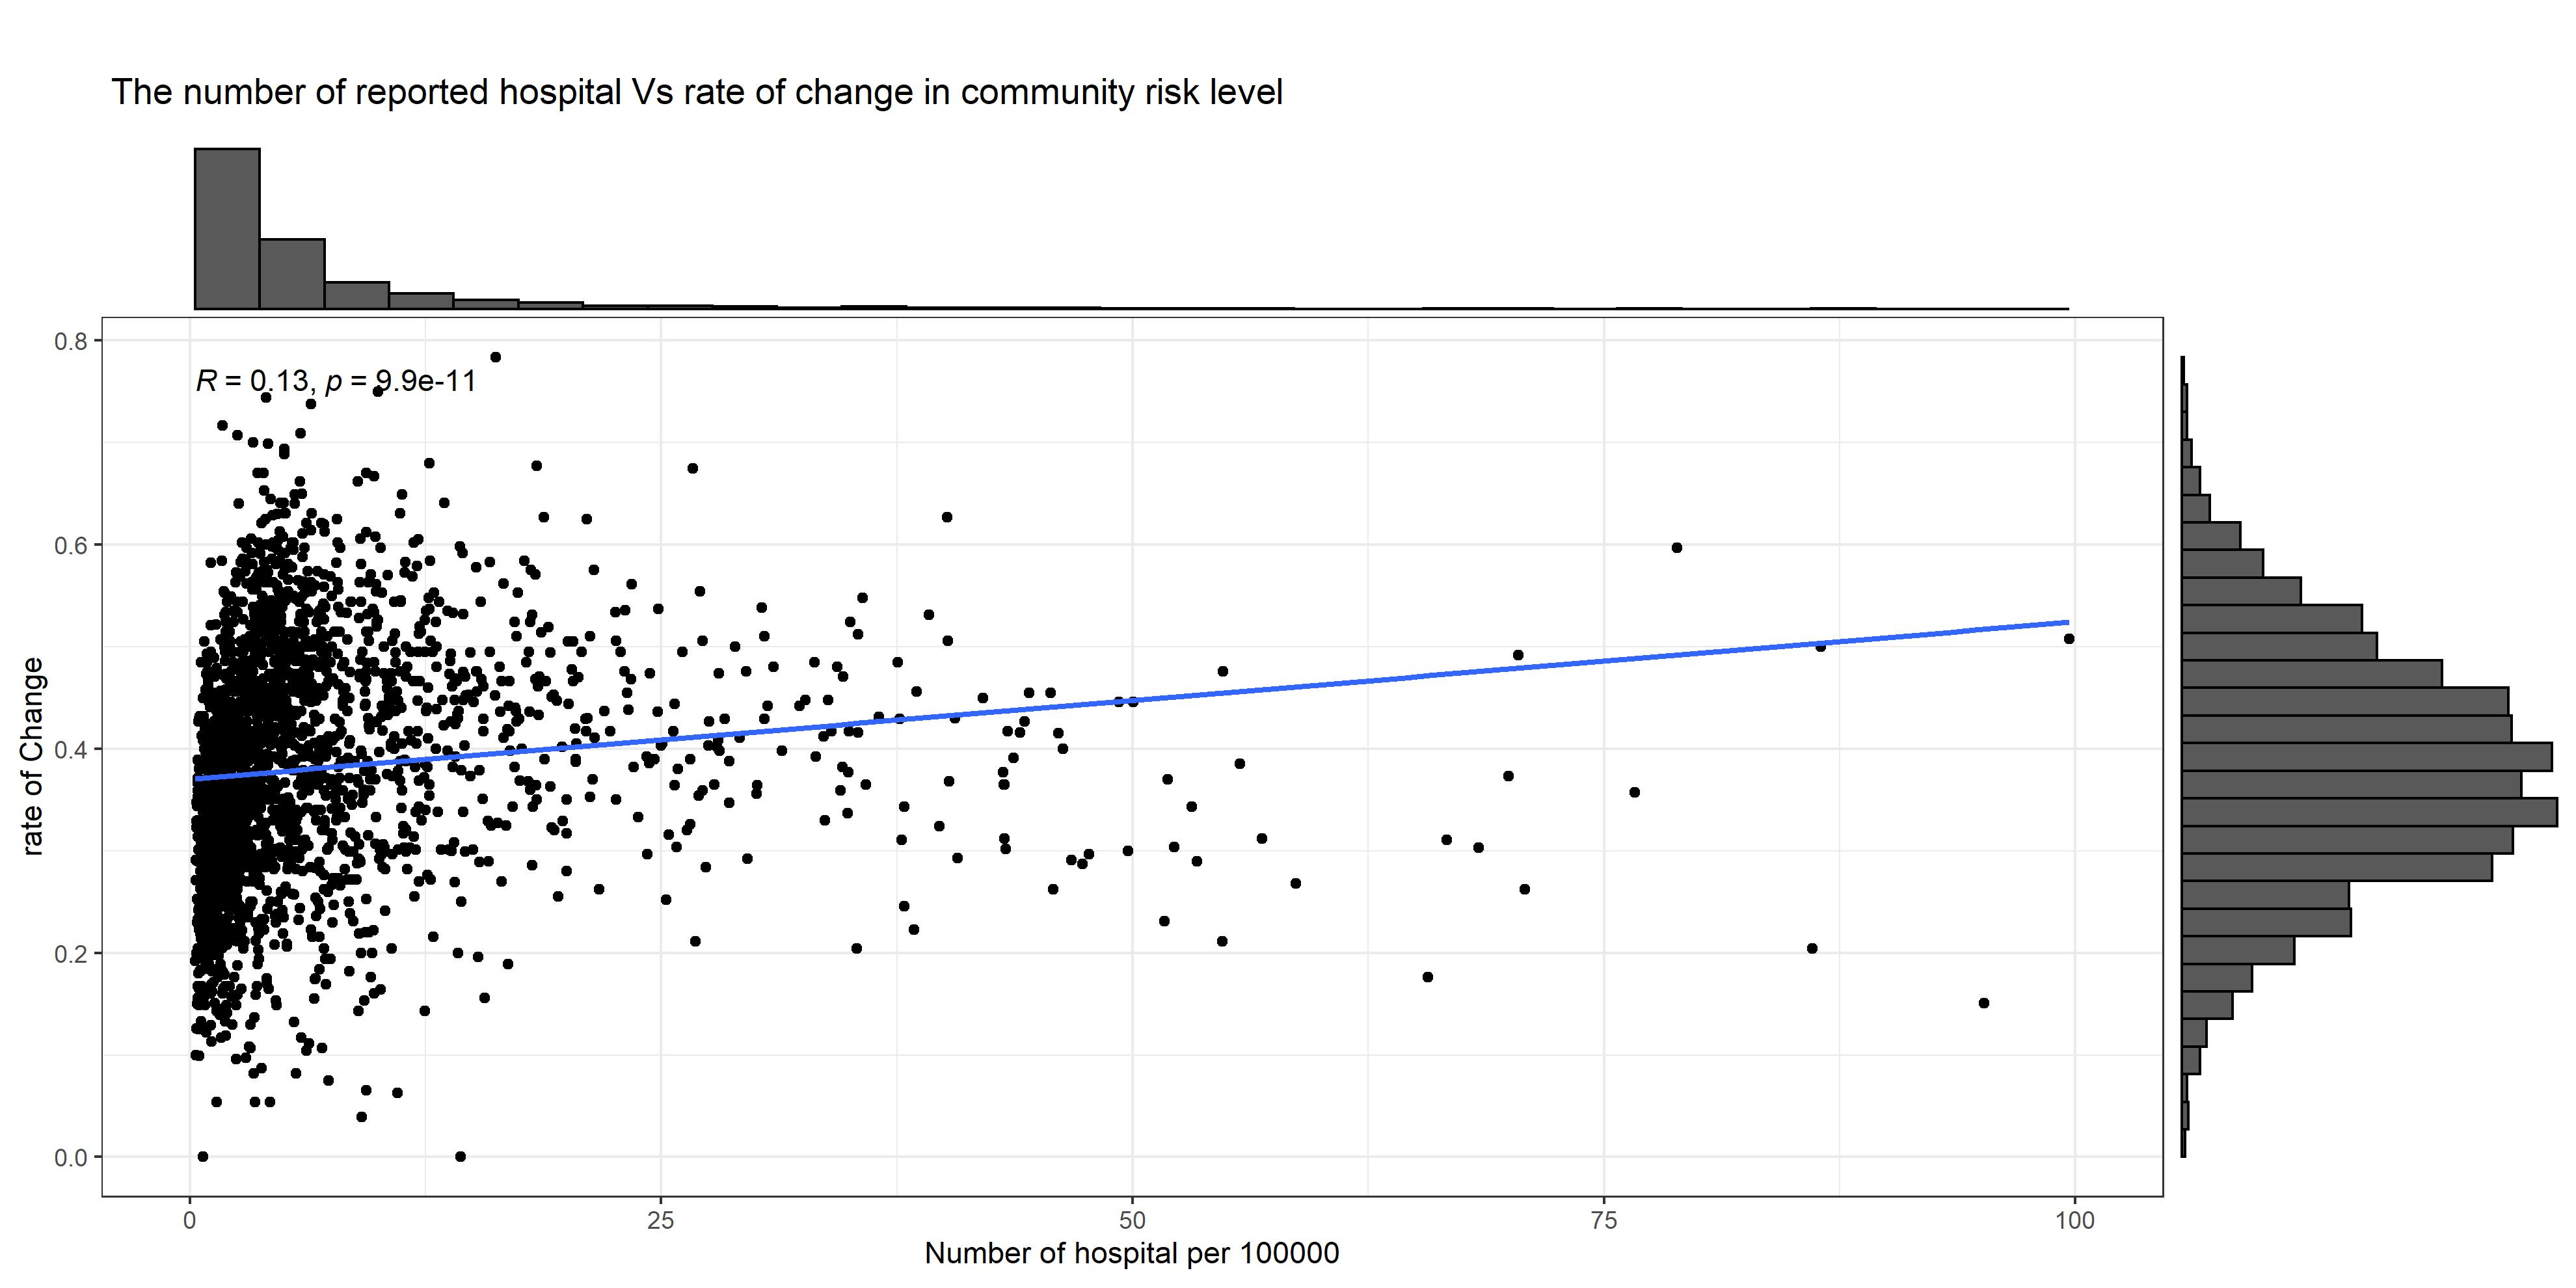 The number of reported hospital Vs rate of change in community risk level
R = 0.13, p = 9.9e-11
0.8
0.6
0.4
0.2
0.0
rate of Change
0 25 50 75 100
Number of hospital per 100000